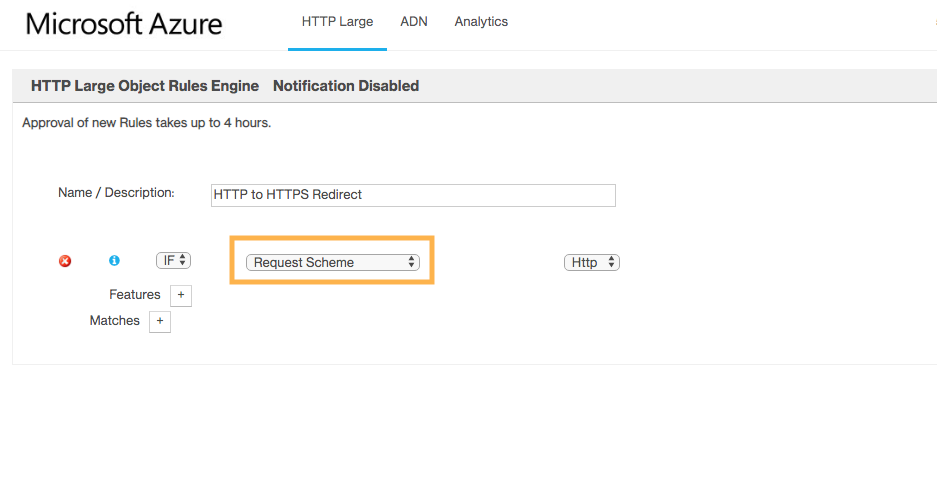 Microsoft Azure
HTTP Large ADN Analytics
HTTP Large Object Rules Engine Notification Disabled
Approval of new Rules takes up to 4 hours.
Name / Description: HTTP to HTTPS Redirect
IF Request Scheme Http
Features +
Matches +